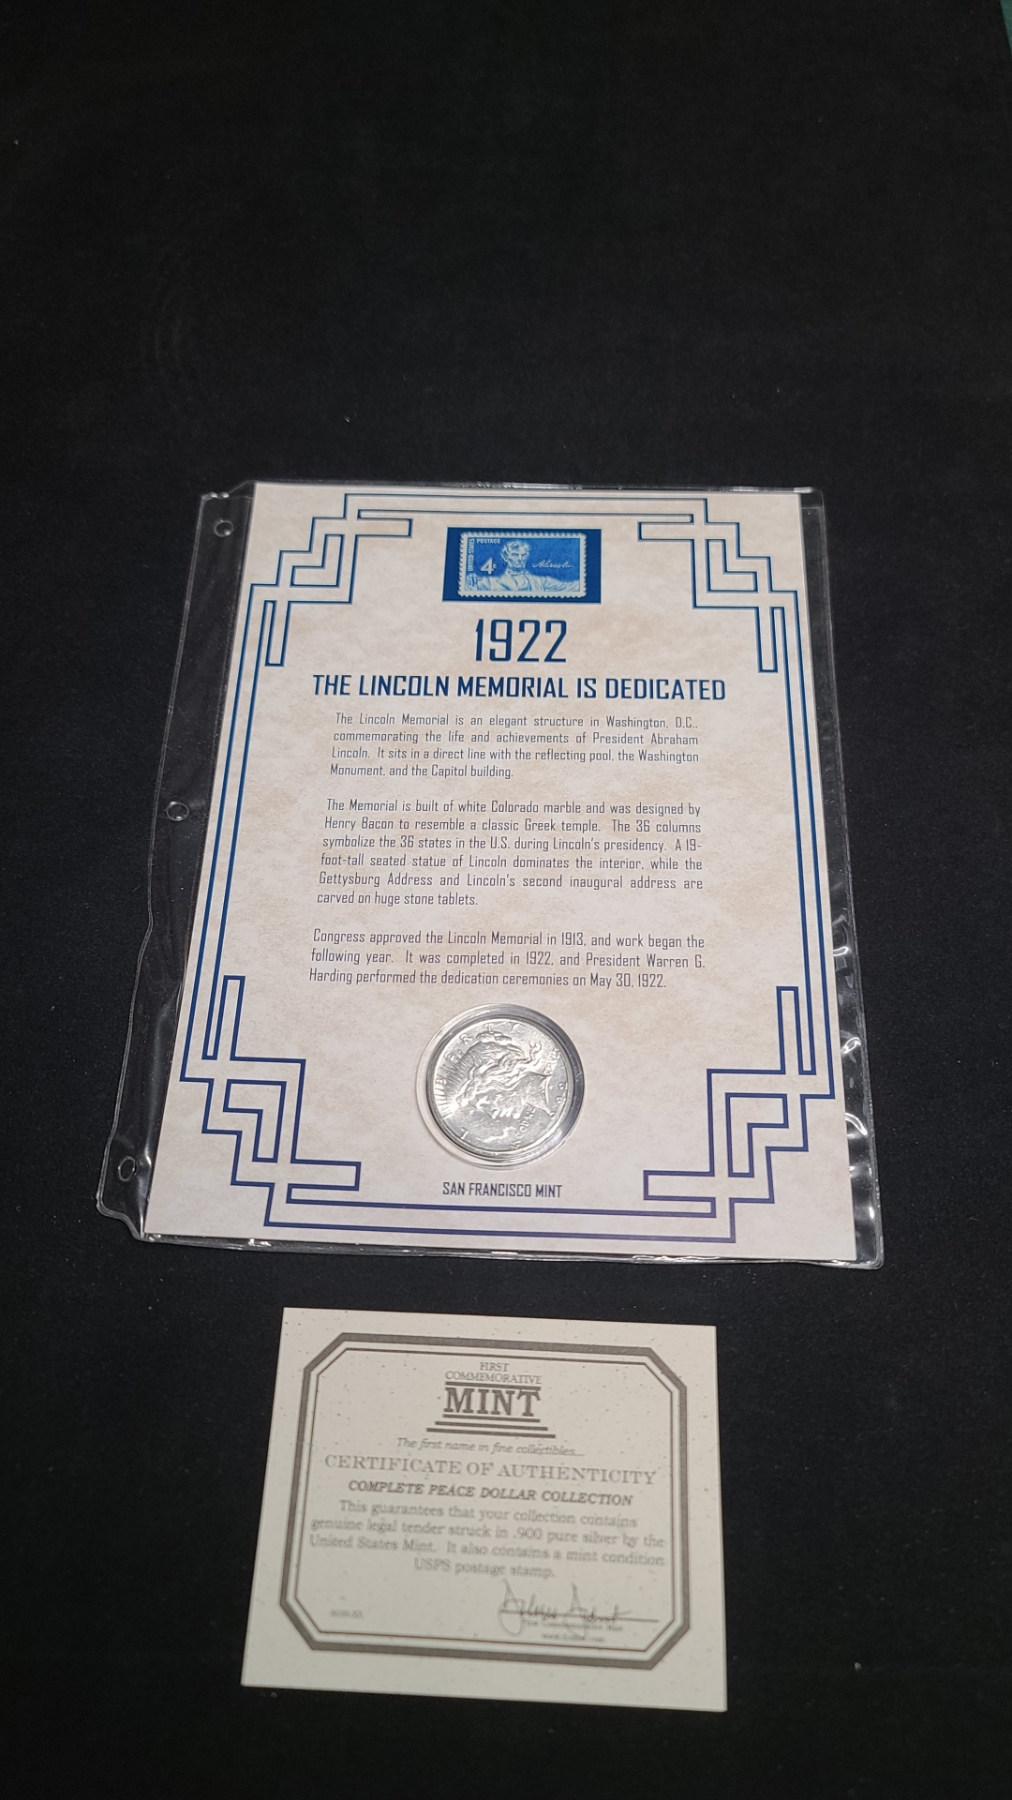 UNITED STATES
POSTAGE
4¢
A. Lincoln
1922
THE LINCOLN MEMORIAL IS DEDICATED
The Lincoln Memorial is an elegant structure in Washington, D.C.,
commemorating the life and achievements of President Abraham
Lincoln. It sits in a direct line with the reflecting pool, the Washington
Monument, and the Capitol building.
The Memorial is built of white Colorado marble and was designed by
Henry Bacon to resemble a classic Greek temple. The 36 columns
symbolize the 36 states in the U.S. during Lincoln's presidency. A 19-
foot-tall seated statue of Lincoln dominates the interior, while the
Gettysburg Address and Lincoln's second inaugural address are
carved on huge stone tablets.
Congress approved the Lincoln Memorial in 1913, and work began the
following year. It was completed in 1922, and President Warren G.
Harding performed the dedication ceremonies on May 30, 1922.
SAN FRANCISCO MINT
FIRST
COMMEMORATIVE
MINT
The first name in fine collectibles...
CERTIFICATE OF AUTHENTICITY
COMPLETE PEACE DOLLAR COLLECTION
This guarantees that your collection contains
genuine legal tender struck in .900 pure silver by the
United States Mint. It also contains a mint condition
USPS postage stamp.
First Commemorative Mint